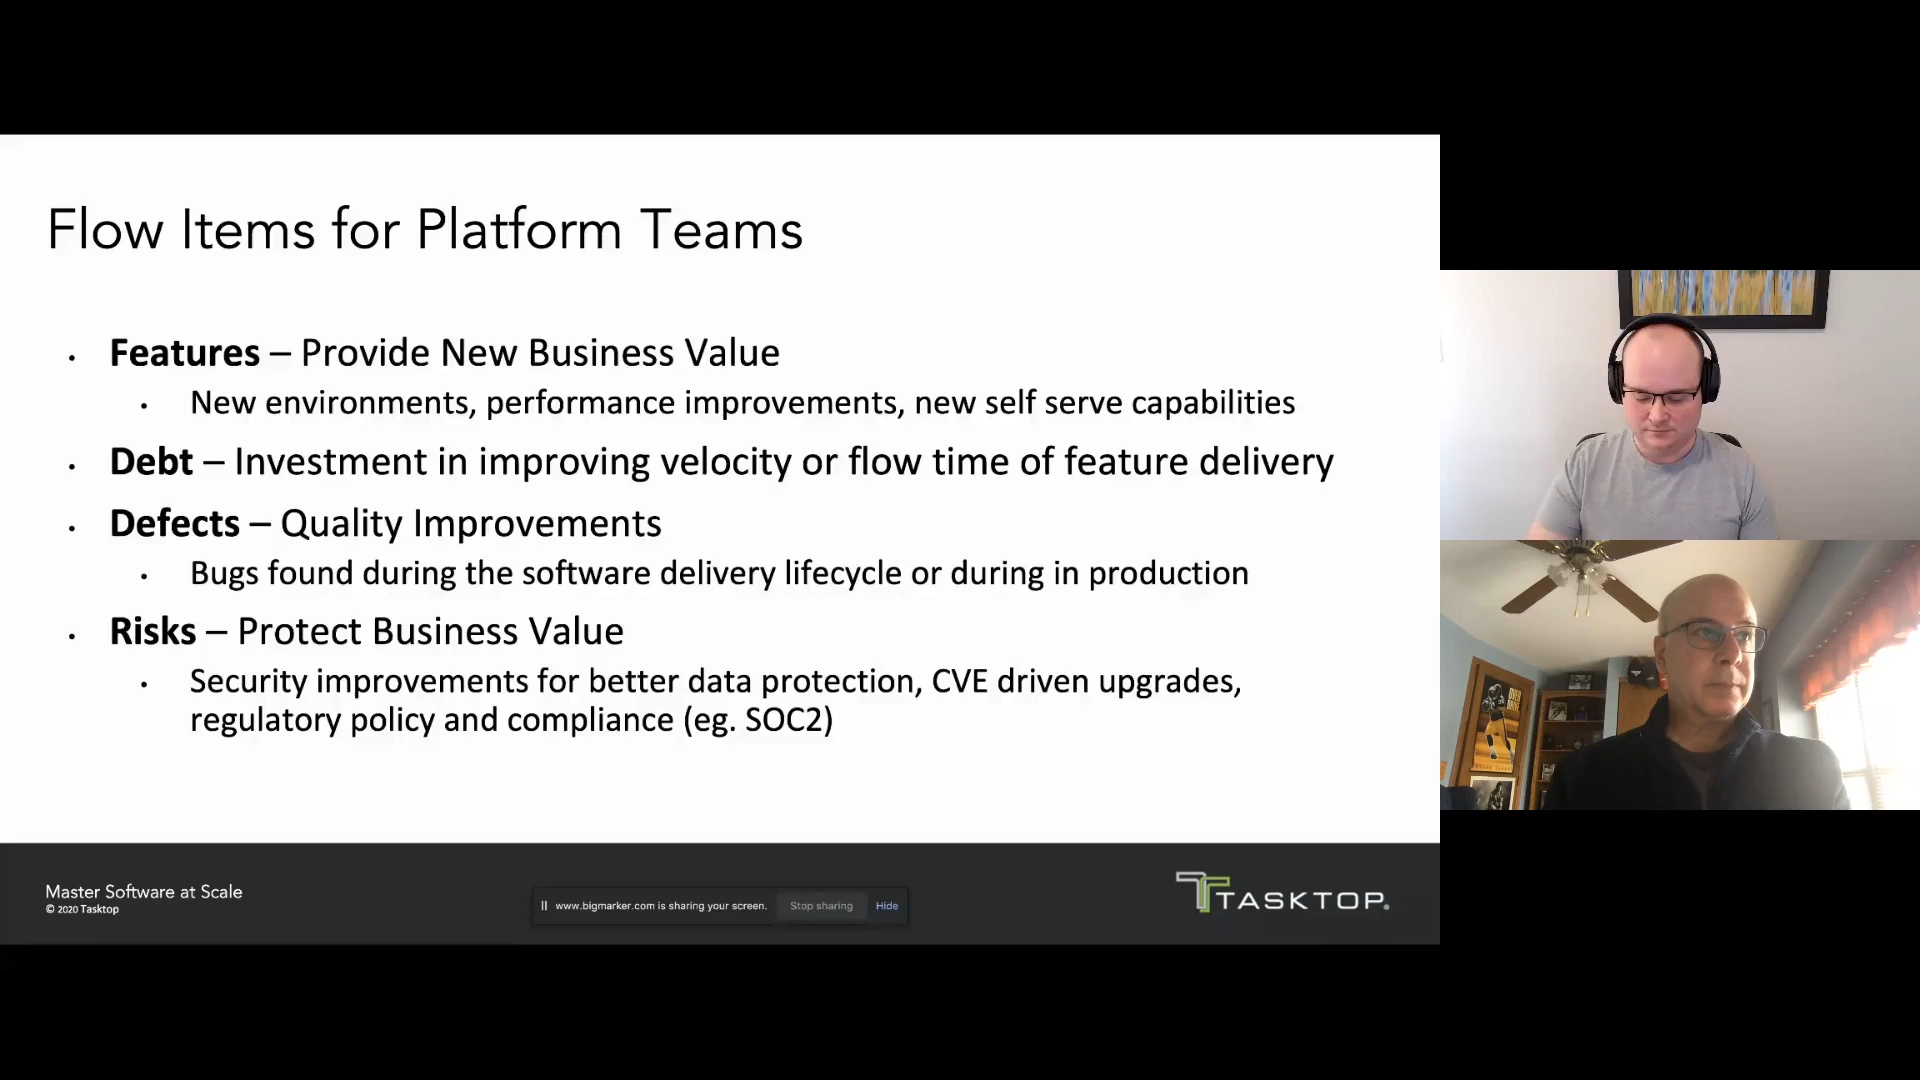 Flow Items for Platform Teams
• Features – Provide New Business Value
• New environments, performance improvements, new self serve capabilities
• Debt – Investment in improving velocity or flow time of feature delivery
• Defects – Quality Improvements
• Bugs found during the software delivery lifecycle or during in production
• Risks – Protect Business Value
• Security improvements for better data protection, CVE driven upgrades,
regulatory policy and compliance (eg. SOC2)
Master Software at Scale
© 2020 Tasktop
www.bigmarker.com is sharing your screen. Stop sharing Hide
TASKTOP®